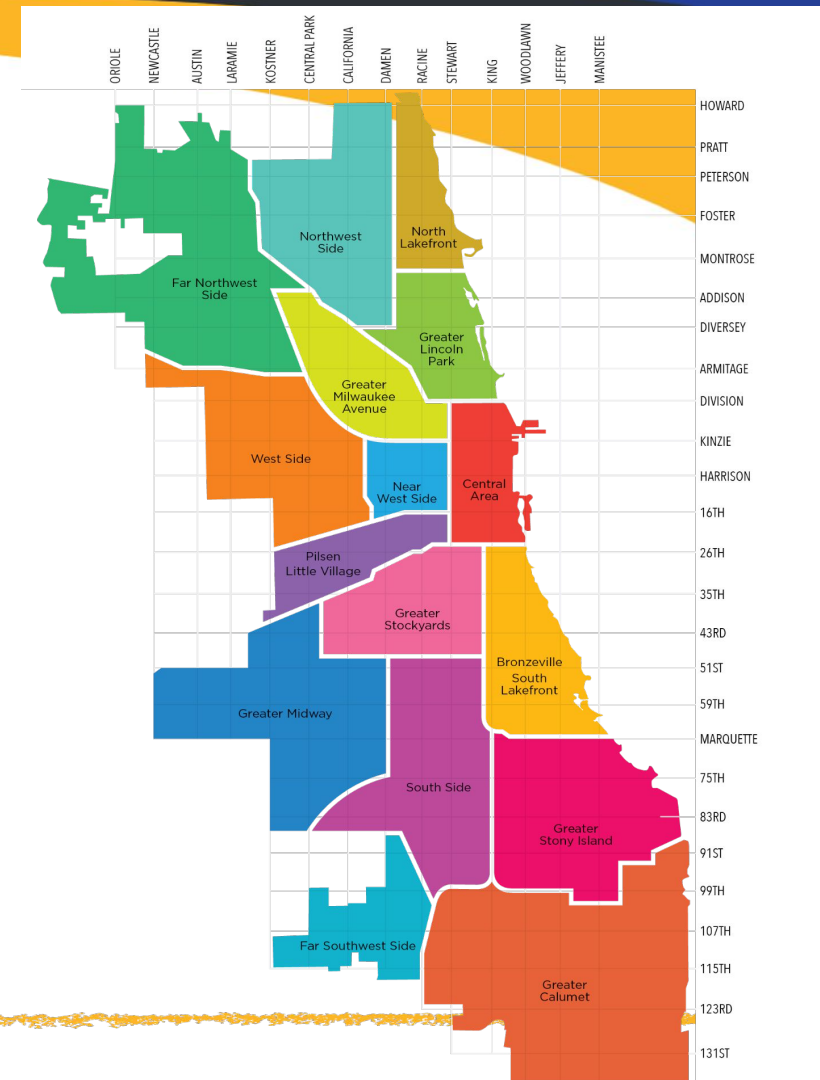 ORIOLE
NEWCASTLE
AUSTIN
LARAMIE
KOSTNER
CENTRAL PARK
CALIFORNIA
DAMEN
RACINE
STEWART
KING
WOODLAWN
JEFFERY
MANISTEE
HOWARD
PRATT
PETERSON
FOSTER
MONTROSE
ADDISON
DIVERSEY
ARMITAGE
DIVISION
KINZIE
HARRISON
16TH
26TH
35TH
43RD
51ST
59TH
MARQUETTE
75TH
83RD
91ST
99TH
107TH
115TH
123RD
131ST
Far Northwest
Side
Northwest
Side
North
Lakefront
Greater
Lincoln
Park
Greater
Milwaukee
Avenue
West Side
Near
West Side
Central
Area
Pilsen
Little Village
Greater
Stockyards
Bronzeville
South
Lakefront
Greater Midway
South Side
Greater
Stony Island
Far Southwest Side
Greater
Calumet